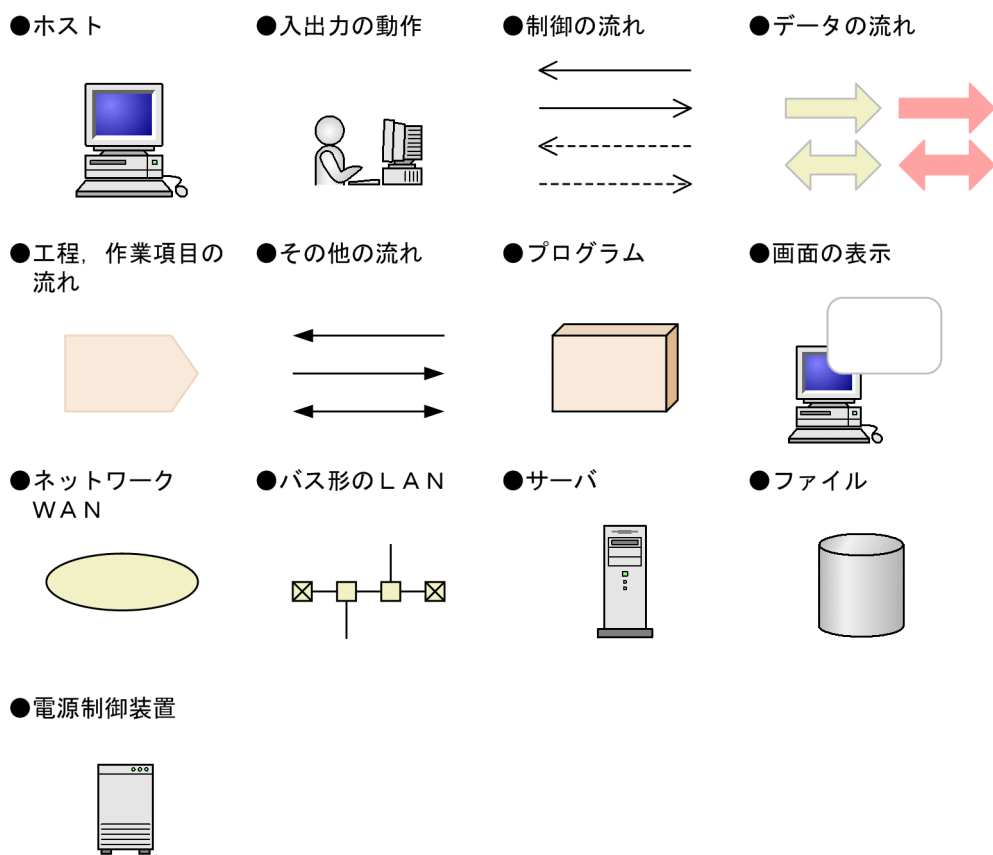 ●ホスト
●入出力の動作
●制御の流れ
●データの流れ
●工程，作業項目の
流れ
●その他の流れ
●プログラム
●画面の表示
●ネットワーク
ＷＡＮ
●バス形のＬＡＮ
●サーバ
●ファイル
●電源制御装置